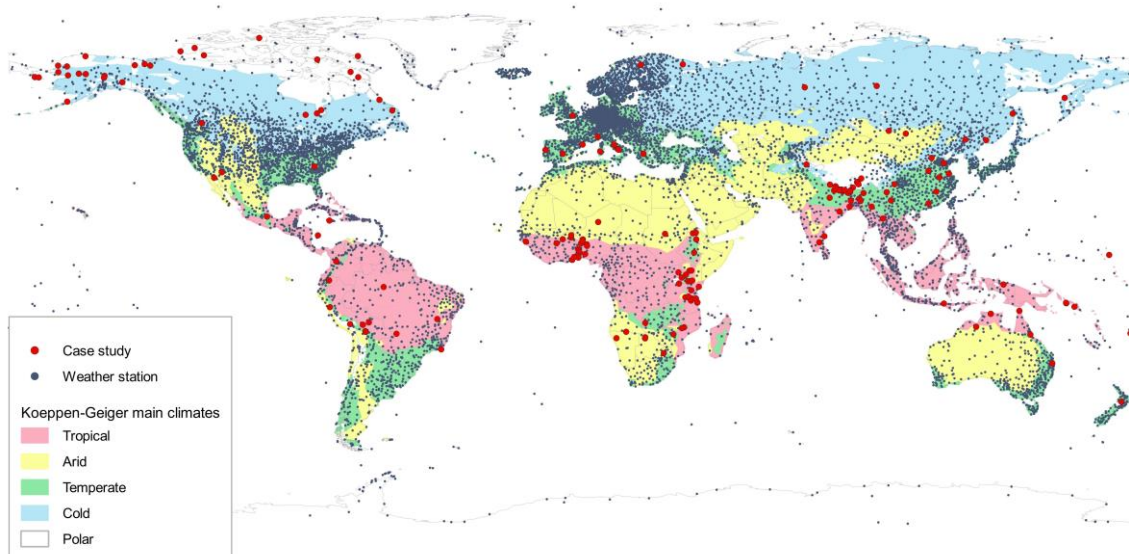 Case study
Weather station
Koeppen-Geiger main climates
Tropical
Arid
Temperate
Cold
Polar